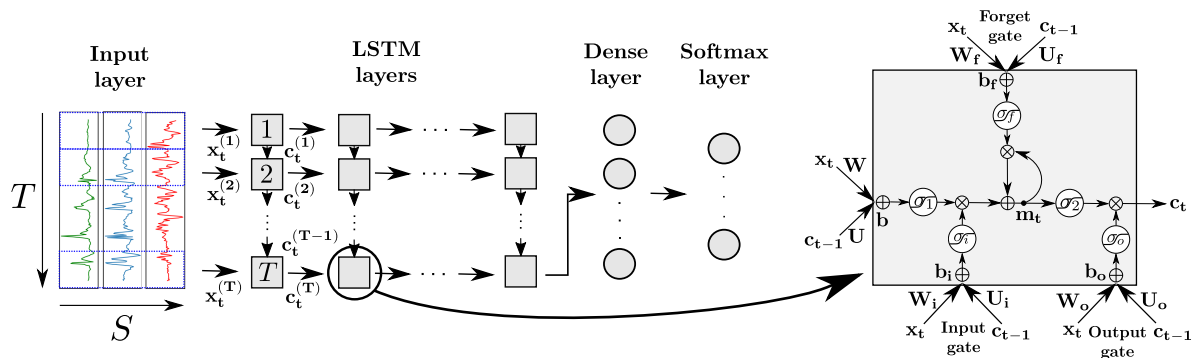 Input
layer
LSTM
layers
Dense
layer
Softmax
layer
T
S
x_t^(1)
x_t^(2)
x_t^(T)
1
2
T
c_t^(1)
c_t^(2)
c_t^(T−1)
c_t^(T)
· · ·
· · ·
· · ·
Forget
gate
x_t
c_{t−1}
W_f
U_f
b_f
σ_f
x_t W
c_{t−1} U
b
σ_1
m_t
σ_2
c_t
σ_i
b_i
σ_o
b_o
W_i
U_i
x_t
Input
gate
c_{t−1}
W_o
U_o
x_t
Output
gate
c_{t−1}